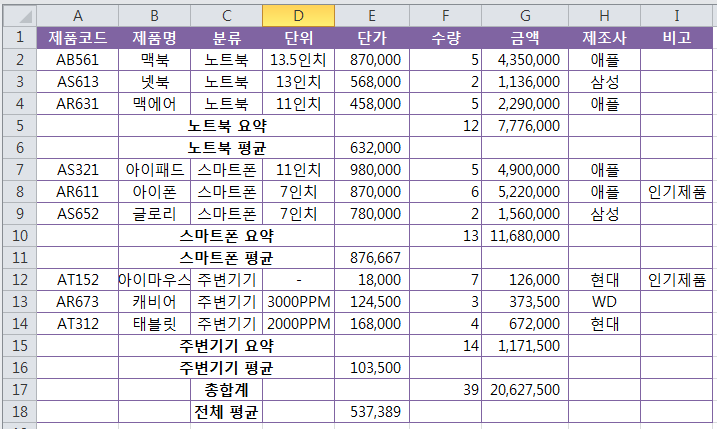 A B C D E F G H I
1 제품코드 제품명 분류 단위 단가 수량 금액 제조사 비고
2 AB561 맥북 노트북 13.5인치 870,000 5 4,350,000 애플
3 AS613 넷북 노트북 13인치 568,000 2 1,136,000 삼성
4 AR631 맥에어 노트북 11인치 458,000 5 2,290,000 애플
5 노트북 요약 12 7,776,000
6 노트북 평균 632,000
7 AS321 아이패드 스마트폰 11인치 980,000 5 4,900,000 애플
8 AR611 아이폰 스마트폰 7인치 870,000 6 5,220,000 애플 인기제품
9 AS652 글로리 스마트폰 7인치 780,000 2 1,560,000 삼성
10 스마트폰 요약 13 11,680,000
11 스마트폰 평균 876,667
12 AT152 아이마우스 주변기기 - 18,000 7 126,000 현대 인기제품
13 AR673 캐비어 주변기기 3000PPM 124,500 3 373,500 WD
14 AT312 태블릿 주변기기 2000PPM 168,000 4 672,000 현대
15 주변기기 요약 14 1,171,500
16 주변기기 평균 103,500
17 총합계 39 20,627,500
18 전체 평균 537,389